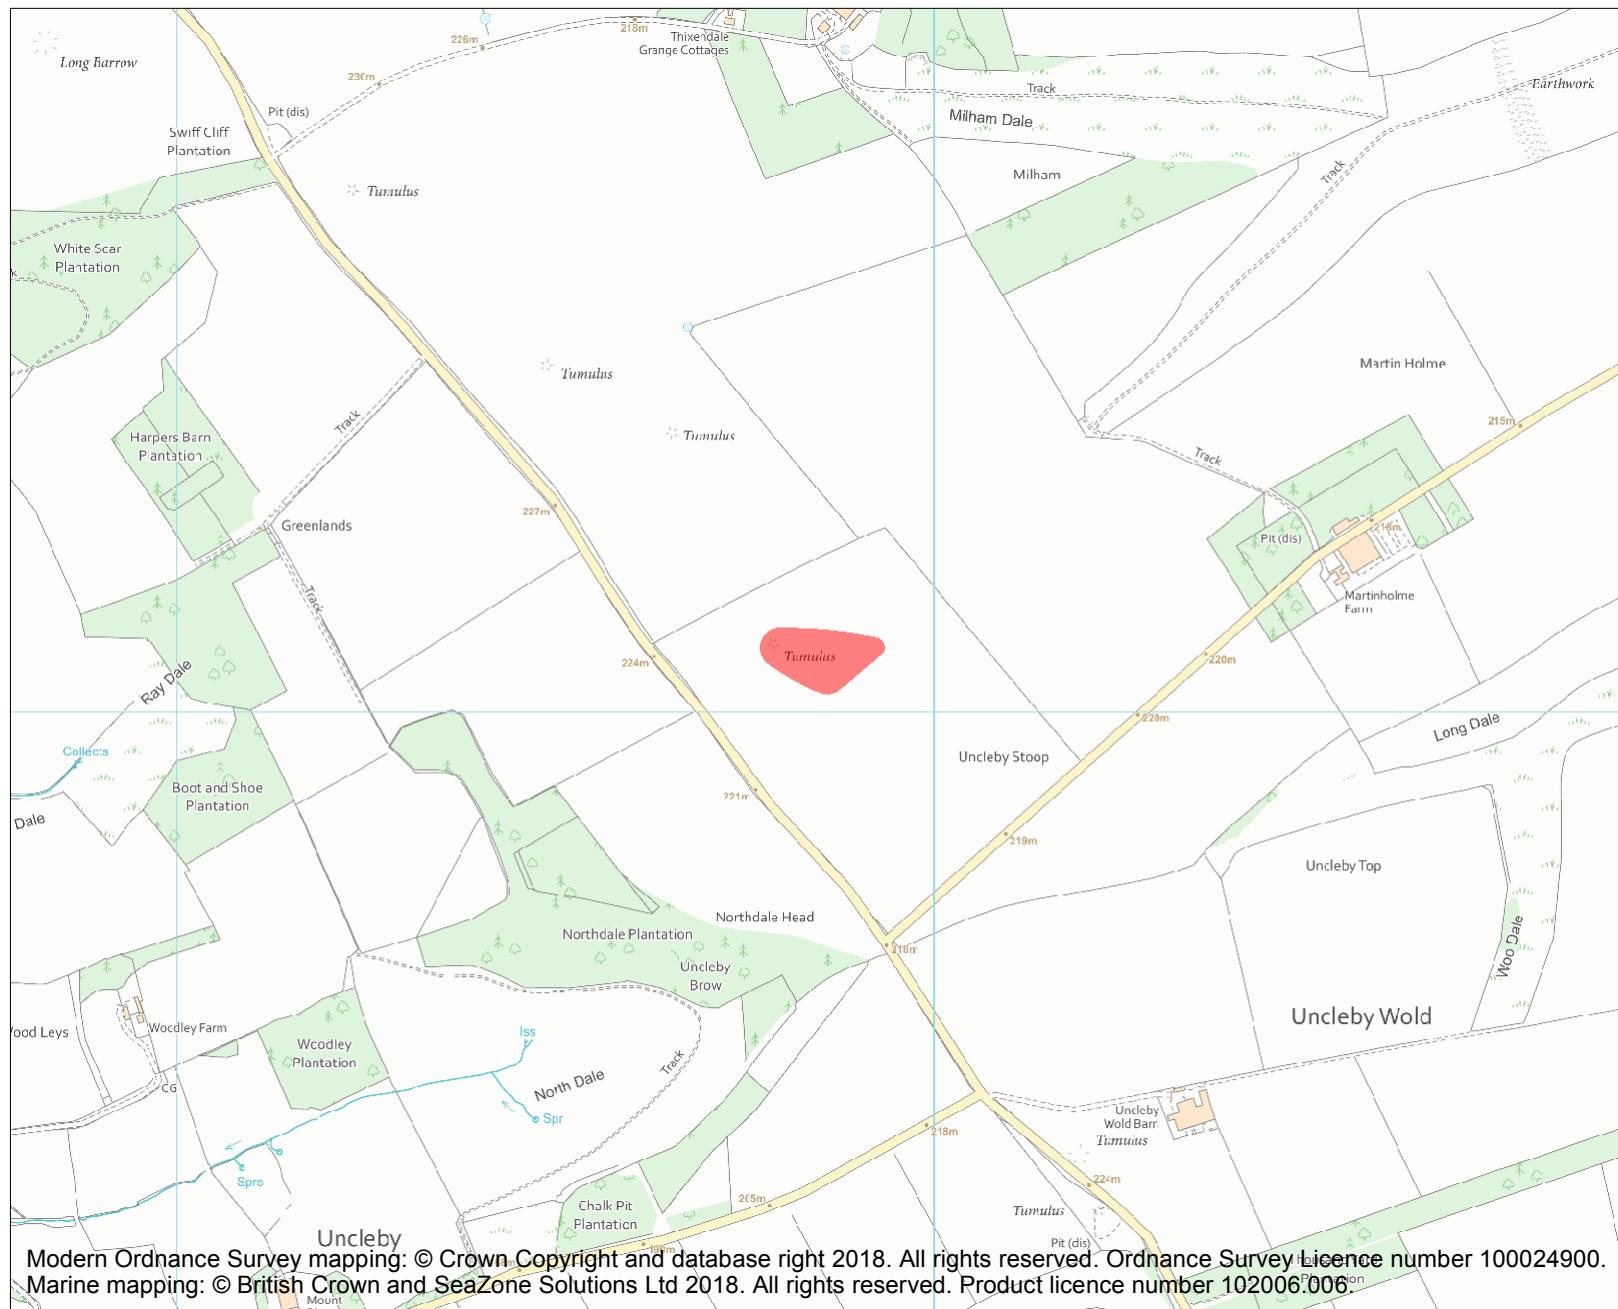 218m
226m
Thixendale
Grange Cottages
Long Barrow
230m
Earthwork
Track
Pit (dis)
Milham Dale
Swiff Cliff
Plantation
Track
Milham
Tumulus
White Scar
Plantation
Martin Holme
Tumulus
215m
Track
Tumulus
Harpers Barn
Plantation
Track
227m
Greenlands
218m
Pit (dis)
Track
Martinholme
Farm
224m
Tumulus
220m
Ray Dale
220m
Long Dale
Collects
Uncleby Stoop
Boot and Shoe
Plantation
221m
Dale
219m
Uncleby Top
Northdale Head
Northdale Plantation
218m
Woo Dale
Uncleby
Brow
Uncleby Wold
Woodley Farm
ood Leys
Iss
Woodley
Plantation
Track
North Dale
CG
Spr
Uncleby
Wold Barn
218m
Tumulus
Sprs
224m
205m
Chalk Pit
Plantation
Tumulus
Uncleby
Pit (dis)
199m
Modern Ordnance Survey mapping: © Crown Copyright and database right 2018. All rights reserved. Ordnance Survey Licence number 100024900.
Marine mapping: © British Crown and SeaZone Solutions Ltd 2018. All rights reserved. Product licence number 102006.006.
Plantation
Mount